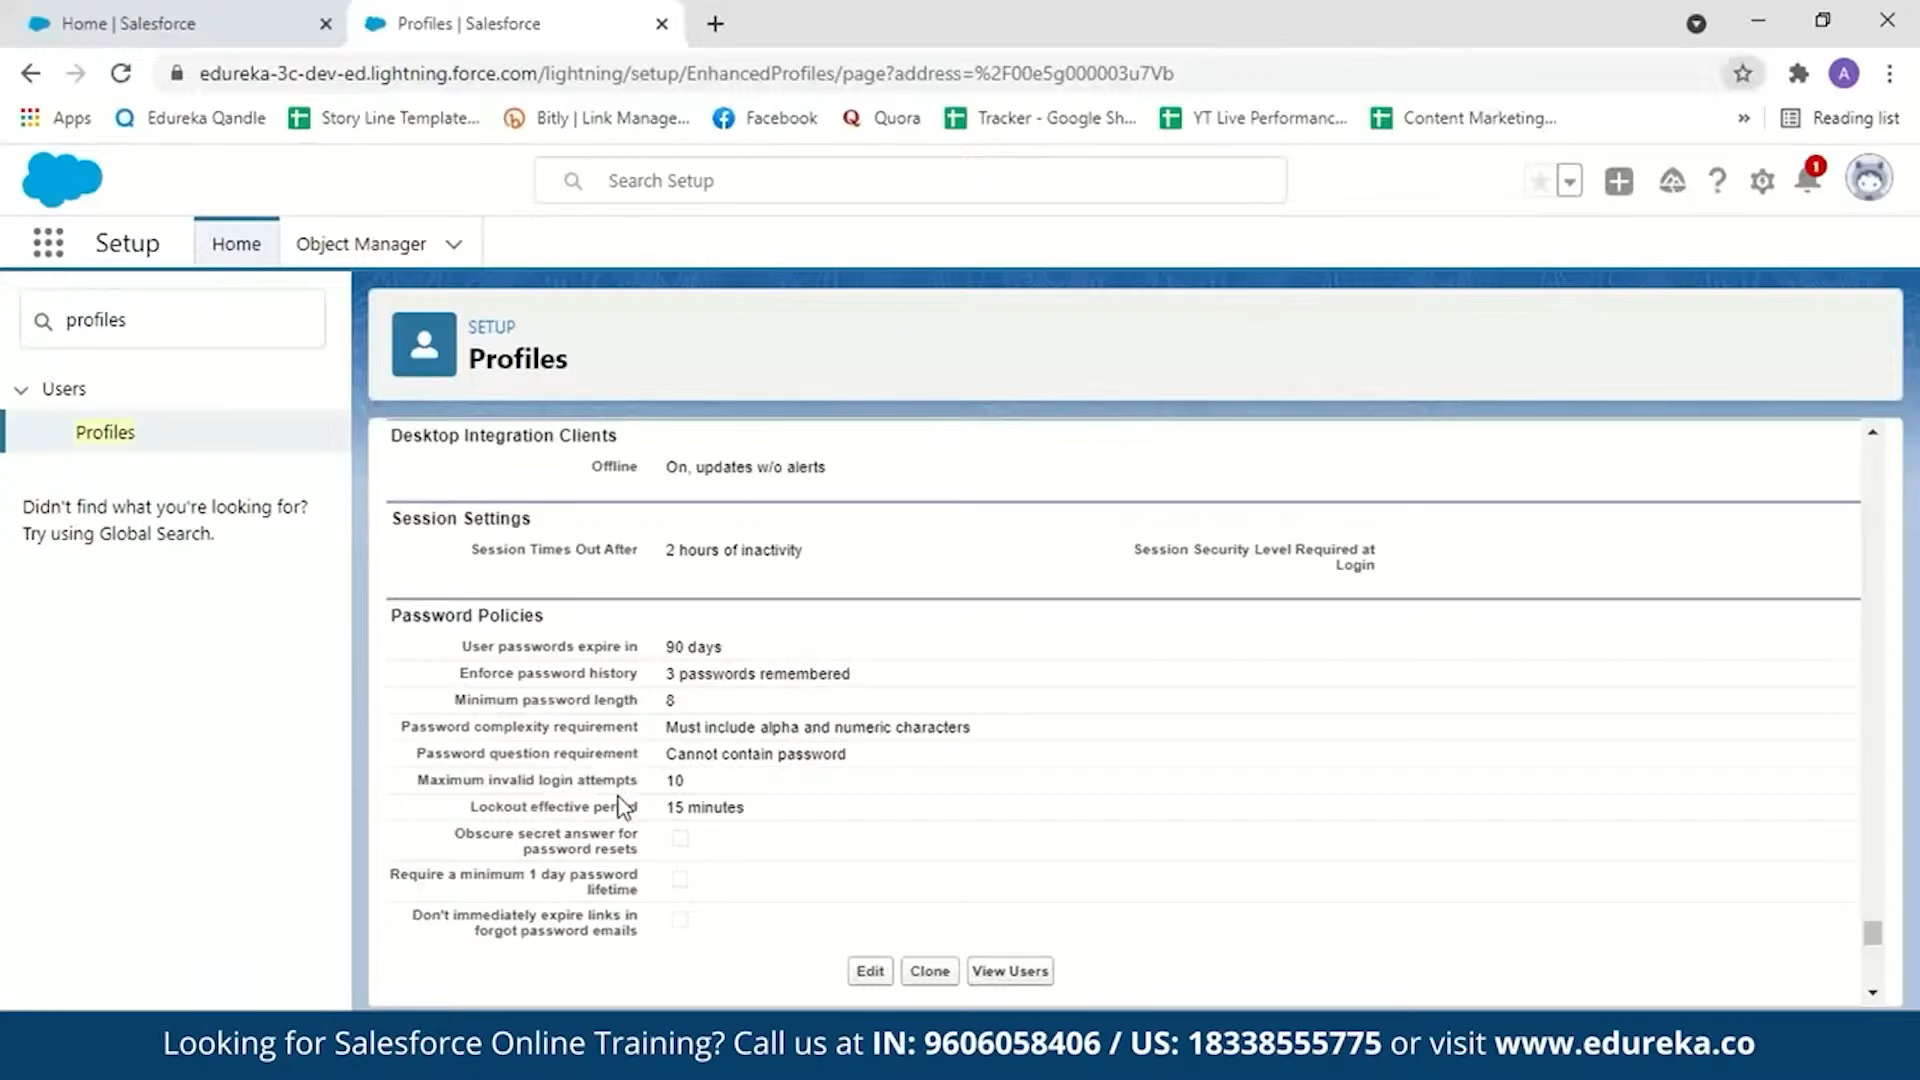 Home | Salesforce
Profiles | Salesforce
edureka-3c-dev-ed.lightning.force.com/lightning/setup/EnhancedProfiles/page?address=%2F00e5g000003u7Vb
A
Apps
Edureka Qandle
Story Line Template...
Bitly | Link Manage...
Facebook
Quora
Tracker - Google Sh...
YT Live Performanc...
Content Marketing...
»
Reading list
Search Setup
1
Setup
Home
Object Manager
profiles
Users
Profiles
Didn't find what you're looking for?
Try using Global Search.
SETUP
Profiles
Desktop Integration Clients
Offline On, updates w/o alerts
Session Settings
Session Times Out After 2 hours of inactivity Session Security Level Required at
Login
Password Policies
User passwords expire in 90 days
Enforce password history 3 passwords remembered
Minimum password length 8
Password complexity requirement Must include alpha and numeric characters
Password question requirement Cannot contain password
Maximum invalid login attempts 10
Lockout effective period 15 minutes
Obscure secret answer for
password resets
Require a minimum 1 day password
lifetime
Don't immediately expire links in
forgot password emails
Edit
Clone
View Users
Looking for Salesforce Online Training? Call us at IN: 9606058406 / US: 18338555775 or visit www.edureka.co